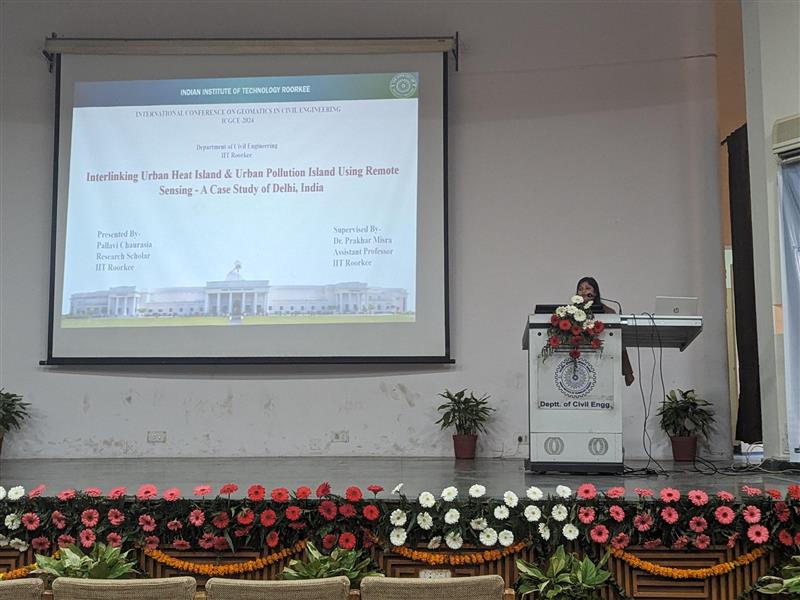 INDIAN INSTITUTE OF TECHNOLOGY ROORKEE
INTERNATIONAL CONFERENCE ON GEOMATICS IN CIVIL ENGINEERING
ICGCE-2024
Department of Civil Engineering
IIT Roorkee
Interlinking Urban Heat Island & Urban Pollution Island Using Remote
Sensing - A Case Study of Delhi, India
Presented By-
Pallavi Chaurasia
Research Scholar
IIT Roorkee
Supervised By-
Dr. Prakhar Misra
Assistant Professor
IIT Roorkee
Deptt. of Civil Engg.